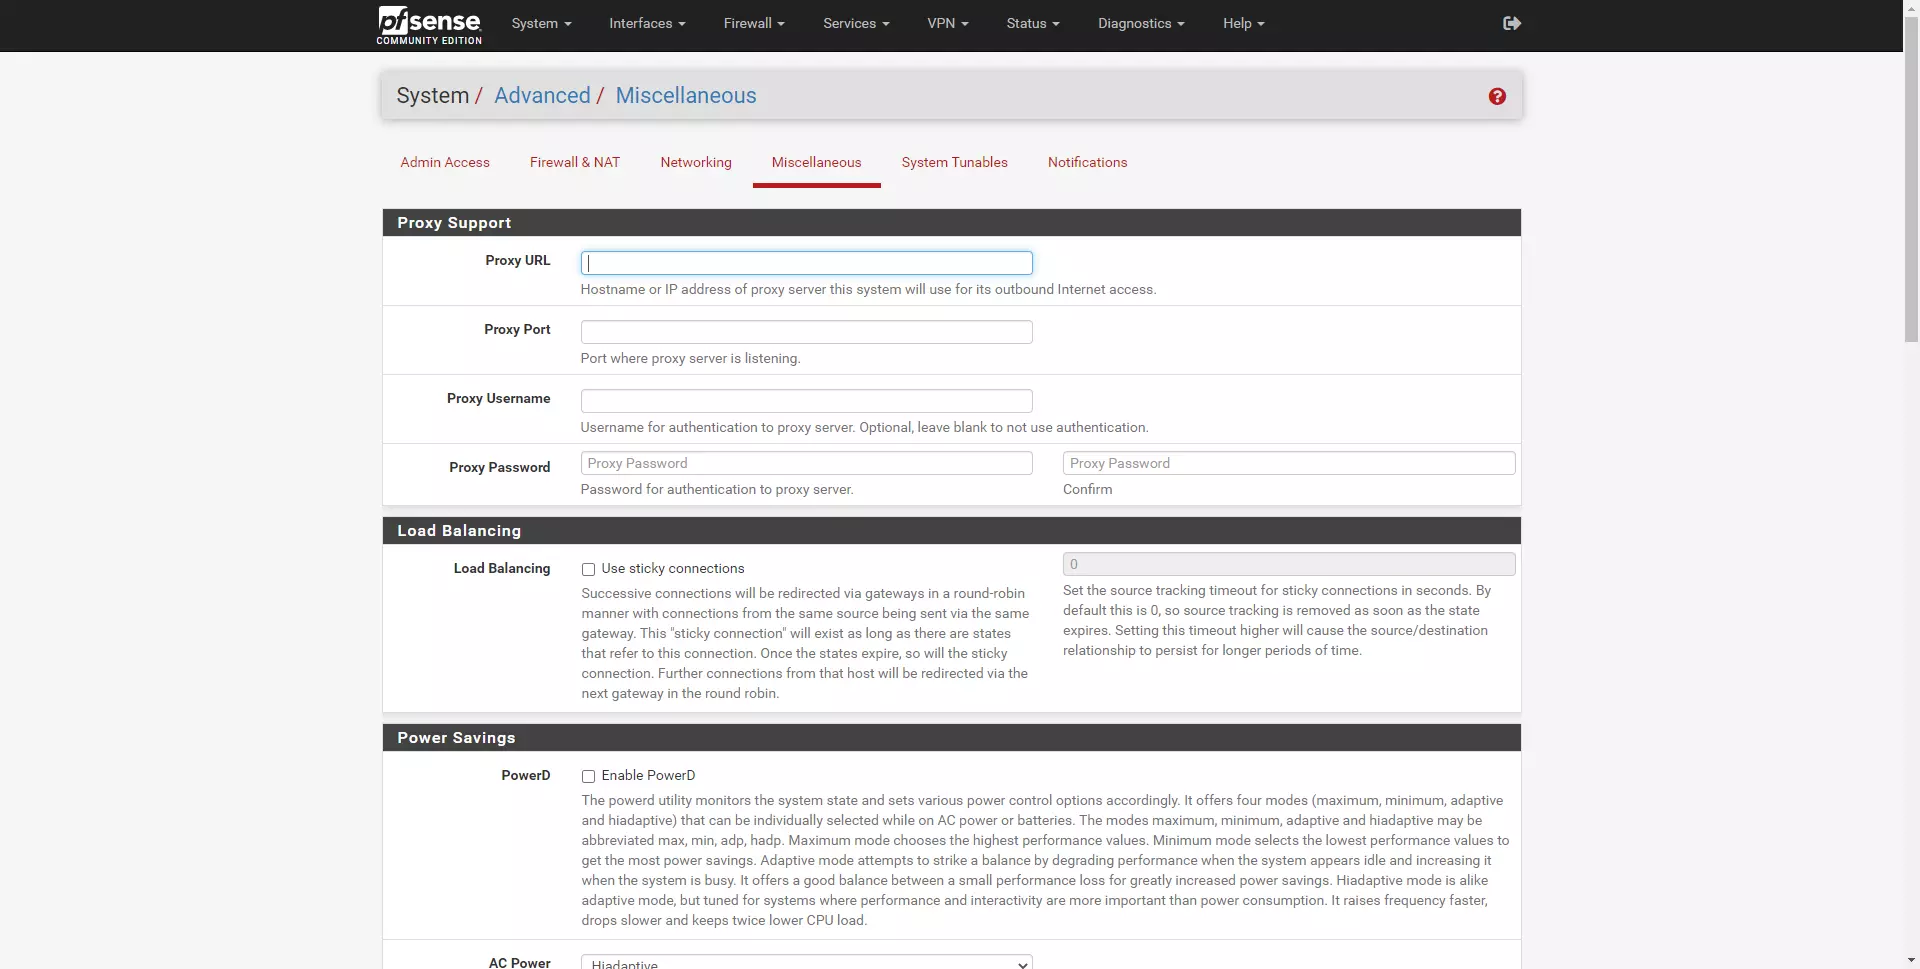 pfsense
COMMUNITY EDITION
System
Interfaces
Firewall
Services
VPN
Status
Diagnostics
Help
System / Advanced / Miscellaneous
Admin Access
Firewall & NAT
Networking
Miscellaneous
System Tunables
Notifications
Proxy Support
Proxy URL
Hostname or IP address of proxy server this system will use for its outbound Internet access.
Proxy Port
Port where proxy server is listening.
Proxy Username
Username for authentication to proxy server. Optional, leave blank to not use authentication.
Proxy Password
Proxy Password
Password for authentication to proxy server.
Proxy Password
Confirm
Load Balancing
Load Balancing
Use sticky connections
Successive connections will be redirected via gateways in a round-robin
manner with connections from the same source being sent via the same
gateway. This "sticky connection" will exist as long as there are states
that refer to this connection. Once the states expire, so will the sticky
connection. Further connections from that host will be redirected via the
next gateway in the round robin.
0
Set the source tracking timeout for sticky connections in seconds. By
default this is 0, so source tracking is removed as soon as the state
expires. Setting this timeout higher will cause the source/destination
relationship to persist for longer periods of time.
Power Savings
PowerD
Enable PowerD
The powerd utility monitors the system state and sets various power control options accordingly. It offers four modes (maximum, minimum, adaptive
and hiadaptive) that can be individually selected while on AC power or batteries. The modes maximum, minimum, adaptive and hiadaptive may be
abbreviated max, min, adp, hadp. Maximum mode chooses the highest performance values. Minimum mode selects the lowest performance values to
get the most power savings. Adaptive mode attempts to strike a balance by degrading performance when the system appears idle and increasing it
when the system is busy. It offers a good balance between a small performance loss for greatly increased power savings. Hiadaptive mode is alike
adaptive mode, but tuned for systems where performance and interactivity are more important than power consumption. It raises frequency faster,
drops slower and keeps twice lower CPU load.
AC Power
Hiadaptive